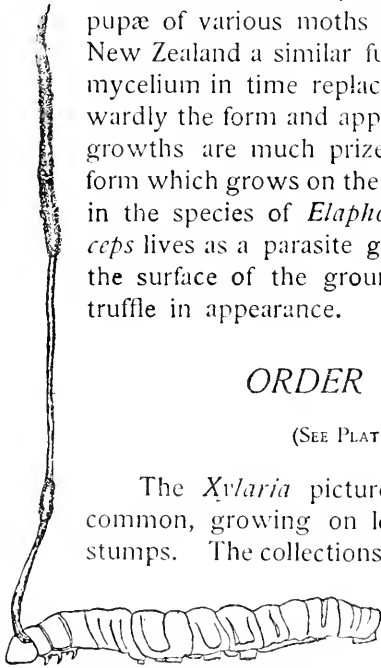 pupæ of various moths
New Zealand a similar fu
mycelium in time replac
wardly the form and app
growths are much prize
form which grows on the
in the species of Elapho
ceps lives as a parasite g
the surface of the groun
truffle in appearance.
ORDER
(SEE PLAT
The Xylaria picture
common, growing on l
stumps. The collections